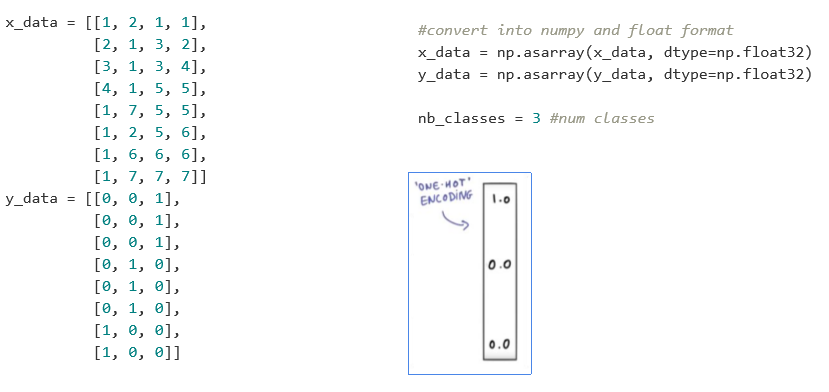 x_data = [[1, 2, 1, 1],
[2, 1, 3, 2],
[3, 1, 3, 4],
[4, 1, 5, 5],
[1, 7, 5, 5],
[1, 2, 5, 6],
[1, 6, 6, 6],
[1, 7, 7, 7]]
y_data = [[0, 0, 1],
[0, 0, 1],
[0, 0, 1],
[0, 1, 0],
[0, 1, 0],
[0, 1, 0],
[1, 0, 0],
[1, 0, 0]]
#convert into numpy and float format
x_data = np.asarray(x_data, dtype=np.float32)
y_data = np.asarray(y_data, dtype=np.float32)
nb_classes = 3 #num classes
'ONE-HOT'
ENCODING
1.0
0.0
0.0